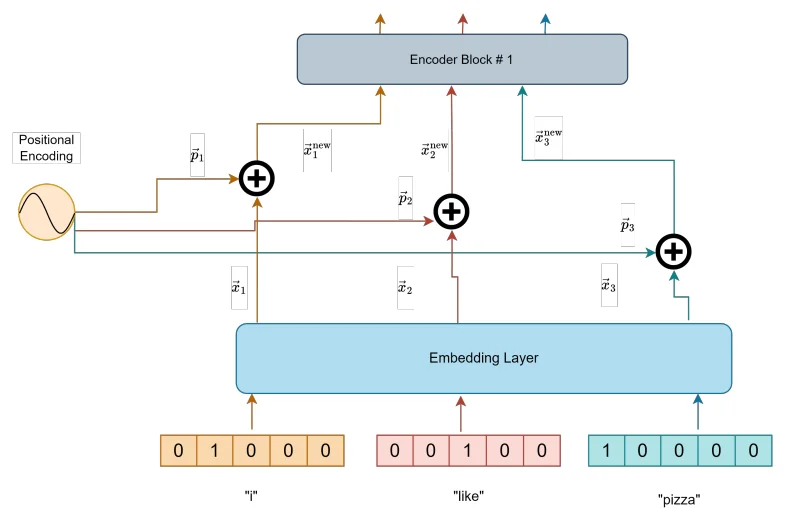 Encoder Block # 1
Positional
Encoding
p⃗₁
x⃗₁ⁿᵉʷ
x⃗₂ⁿᵉʷ
x⃗₃ⁿᵉʷ
p⃗₂
p⃗₃
x⃗₁
x⃗₂
x⃗₃
Embedding Layer
0 1 0 0 0
0 0 1 0 0
1 0 0 0 0
"i"
"like"
"pizza"